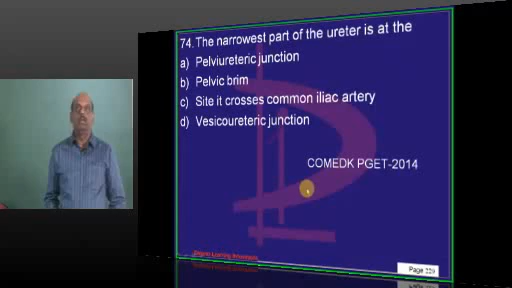 74. The narrowest part of the ureter is at the
a) Pelviureteric junction
b) Pelvic brim
c) Site it crosses common iliac artery
d) Vesicoureteric junction
COMEDK PGET-2014
Page 229